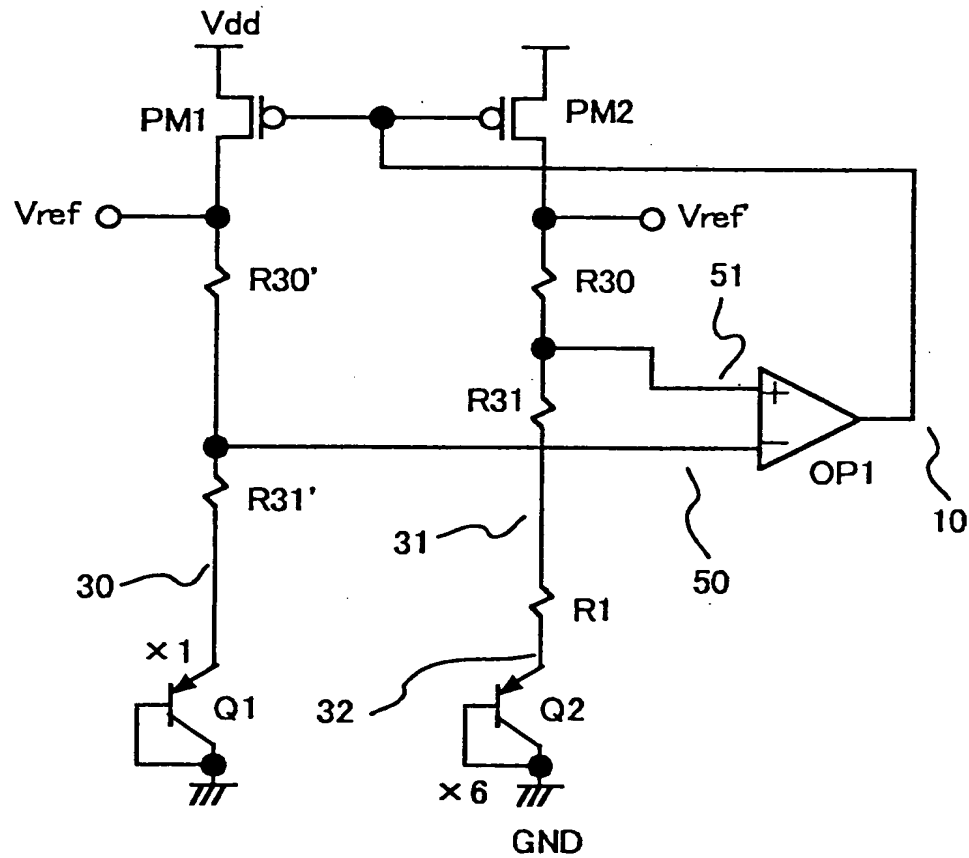 Vdd
PM1
PM2
Vref
Vref'
R30'
R30
51
R31
+
−
OP1
R31'
10
31
30
50
R1
×1
Q1
32
Q2
×6
GND